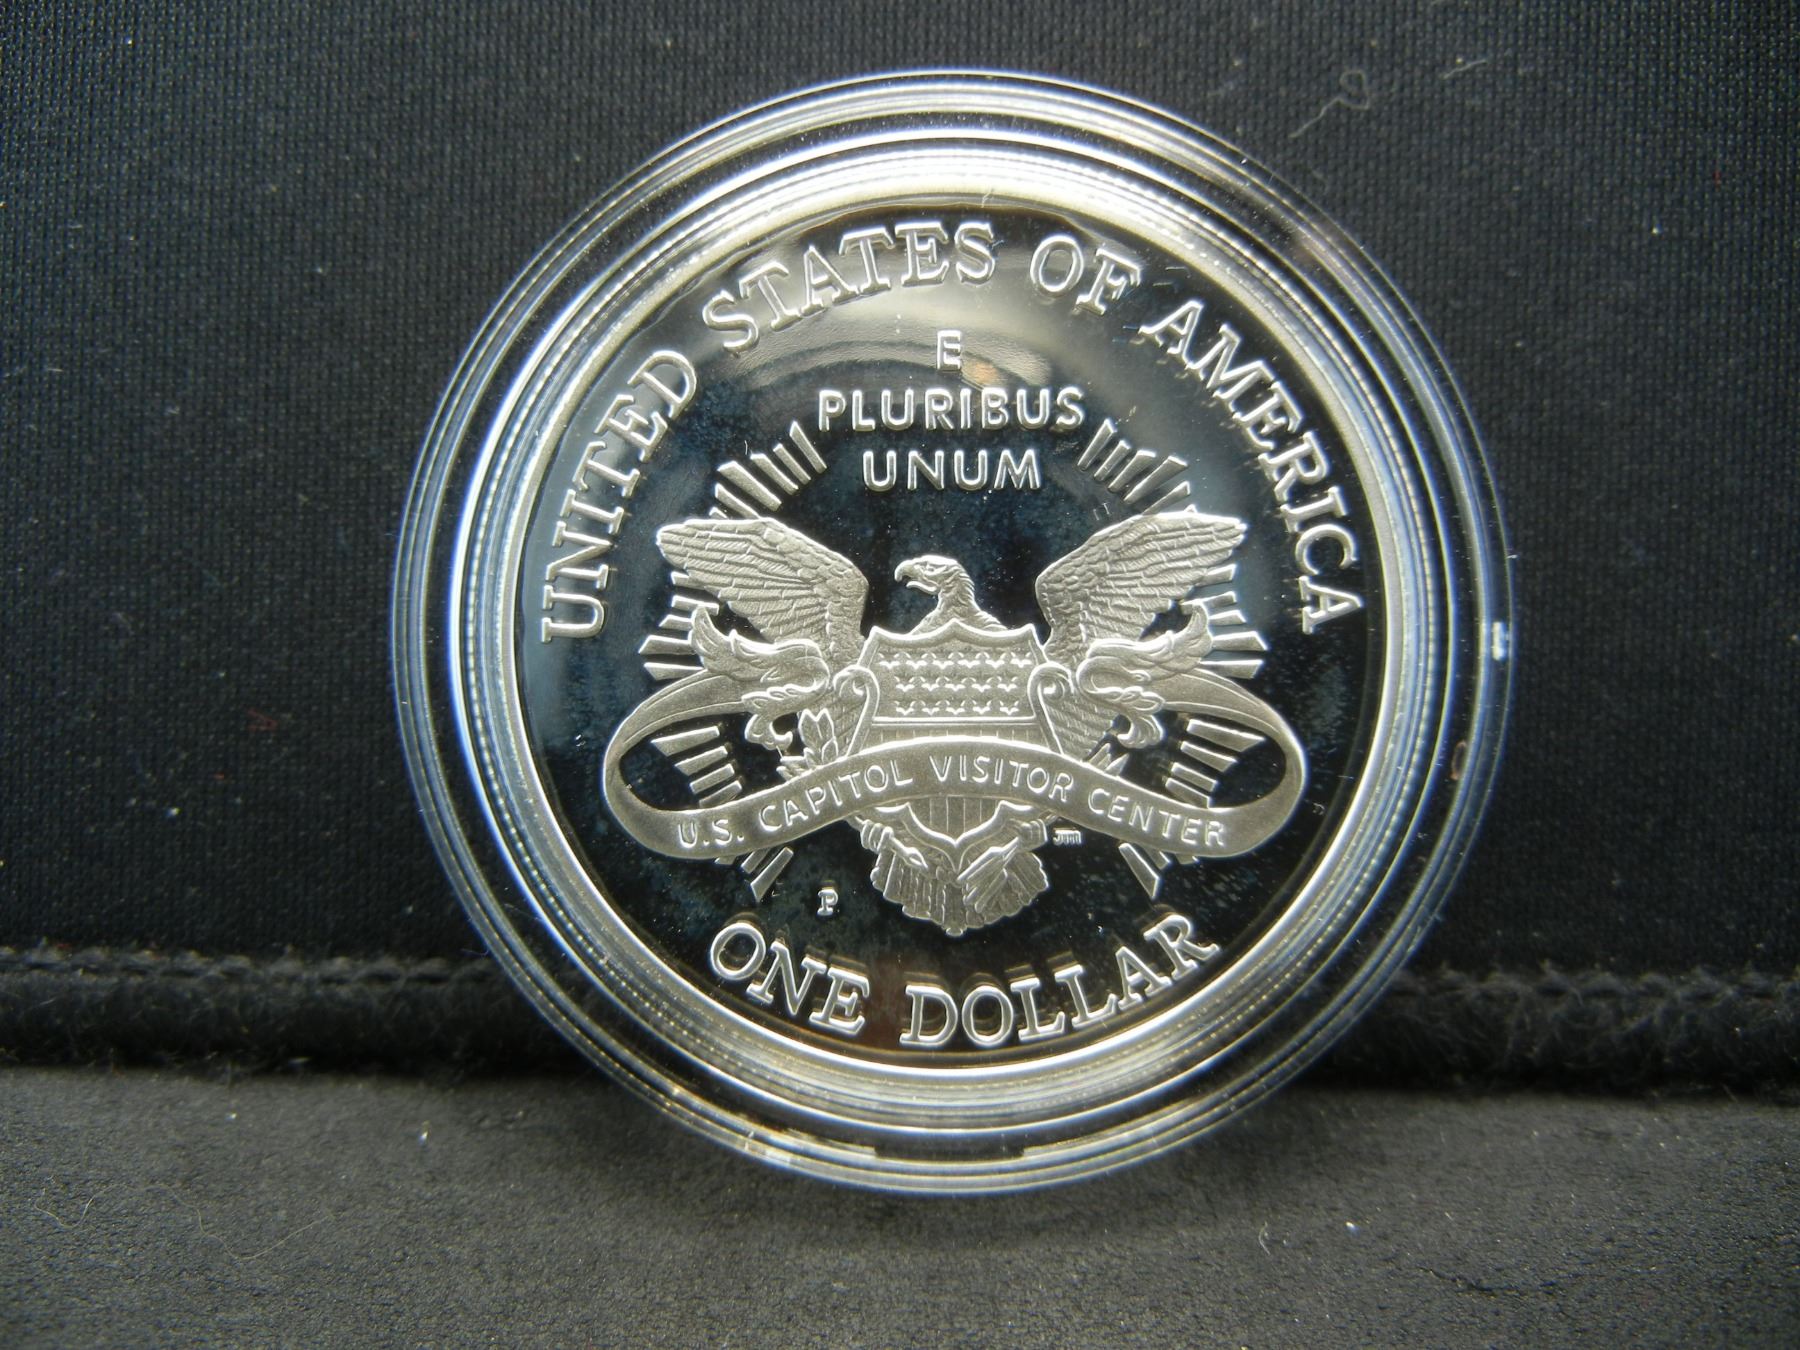 UNITED STATES OF AMERICA
E
PLURIBUS
UNUM
U.S. CAPITOL VISITOR CENTER
P
ONE DOLLAR